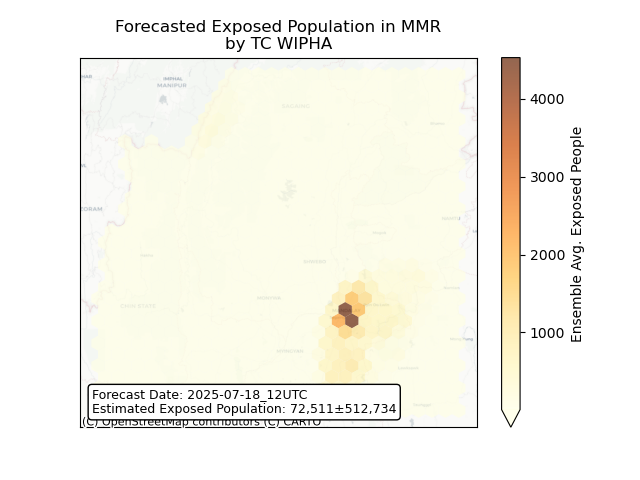 Forecasted Exposed Population in MMR
by TC WIPHA
IMPHAL
MANIPUR
4000
3000
2000
1000
Ensemble Avg. Exposed People
Forecast Date: 2025-07-18_12UTC
Estimated Exposed Population: 72,511±512,734
(C) OpenStreetMap contributors (C) CARTO